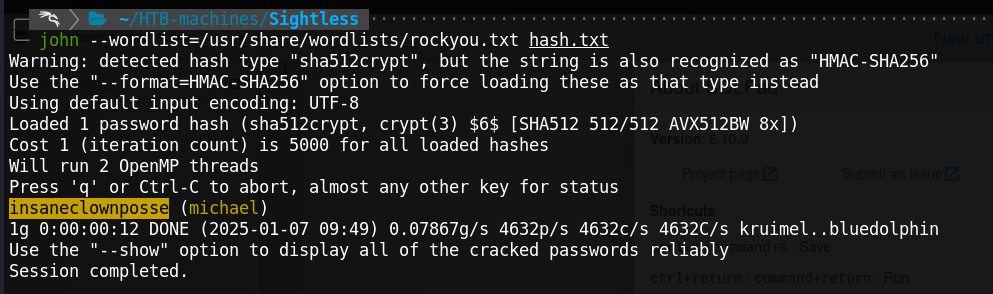 ~/HTB-machines/Sightless
john --wordlist=/usr/share/wordlists/rockyou.txt hash.txt
Warning: detected hash type "sha512crypt", but the string is also recognized as "HMAC-SHA256"
Use the "--format=HMAC-SHA256" option to force loading these as that type instead
Using default input encoding: UTF-8
Loaded 1 password hash (sha512crypt, crypt(3) $6$ [SHA512 512/512 AVX512BW 8x])
Cost 1 (iteration count) is 5000 for all loaded hashes
Will run 2 OpenMP threads
Press 'q' or Ctrl-C to abort, almost any other key for status
insaneclownposse (michael)
1g 0:00:00:12 DONE (2025-01-07 09:49) 0.07867g/s 4632p/s 4632c/s 4632C/s kruimel..bluedolphin
Use the "--show" option to display all of the cracked passwords reliably
Session completed.
New
Version: 6.10.0
Project page Submit an Issue
Shortcuts
command+s : Save
ctrl+return / command+return : Run